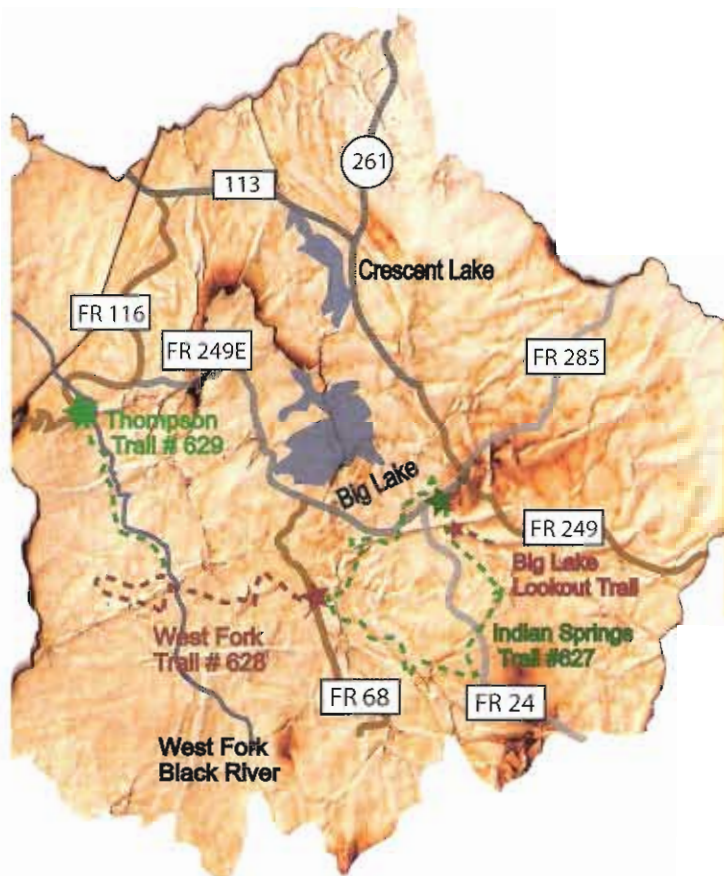 261
113
Crescent Lake
FR 116
FR 249E
FR 285
Thompson
Trail # 629
Big Lake
FR 249
Big Lake
Lookout Trail
West Fork
Trail # 628
Indian Springs
Trail #627
FR 68
FR 24
West Fork
Black River